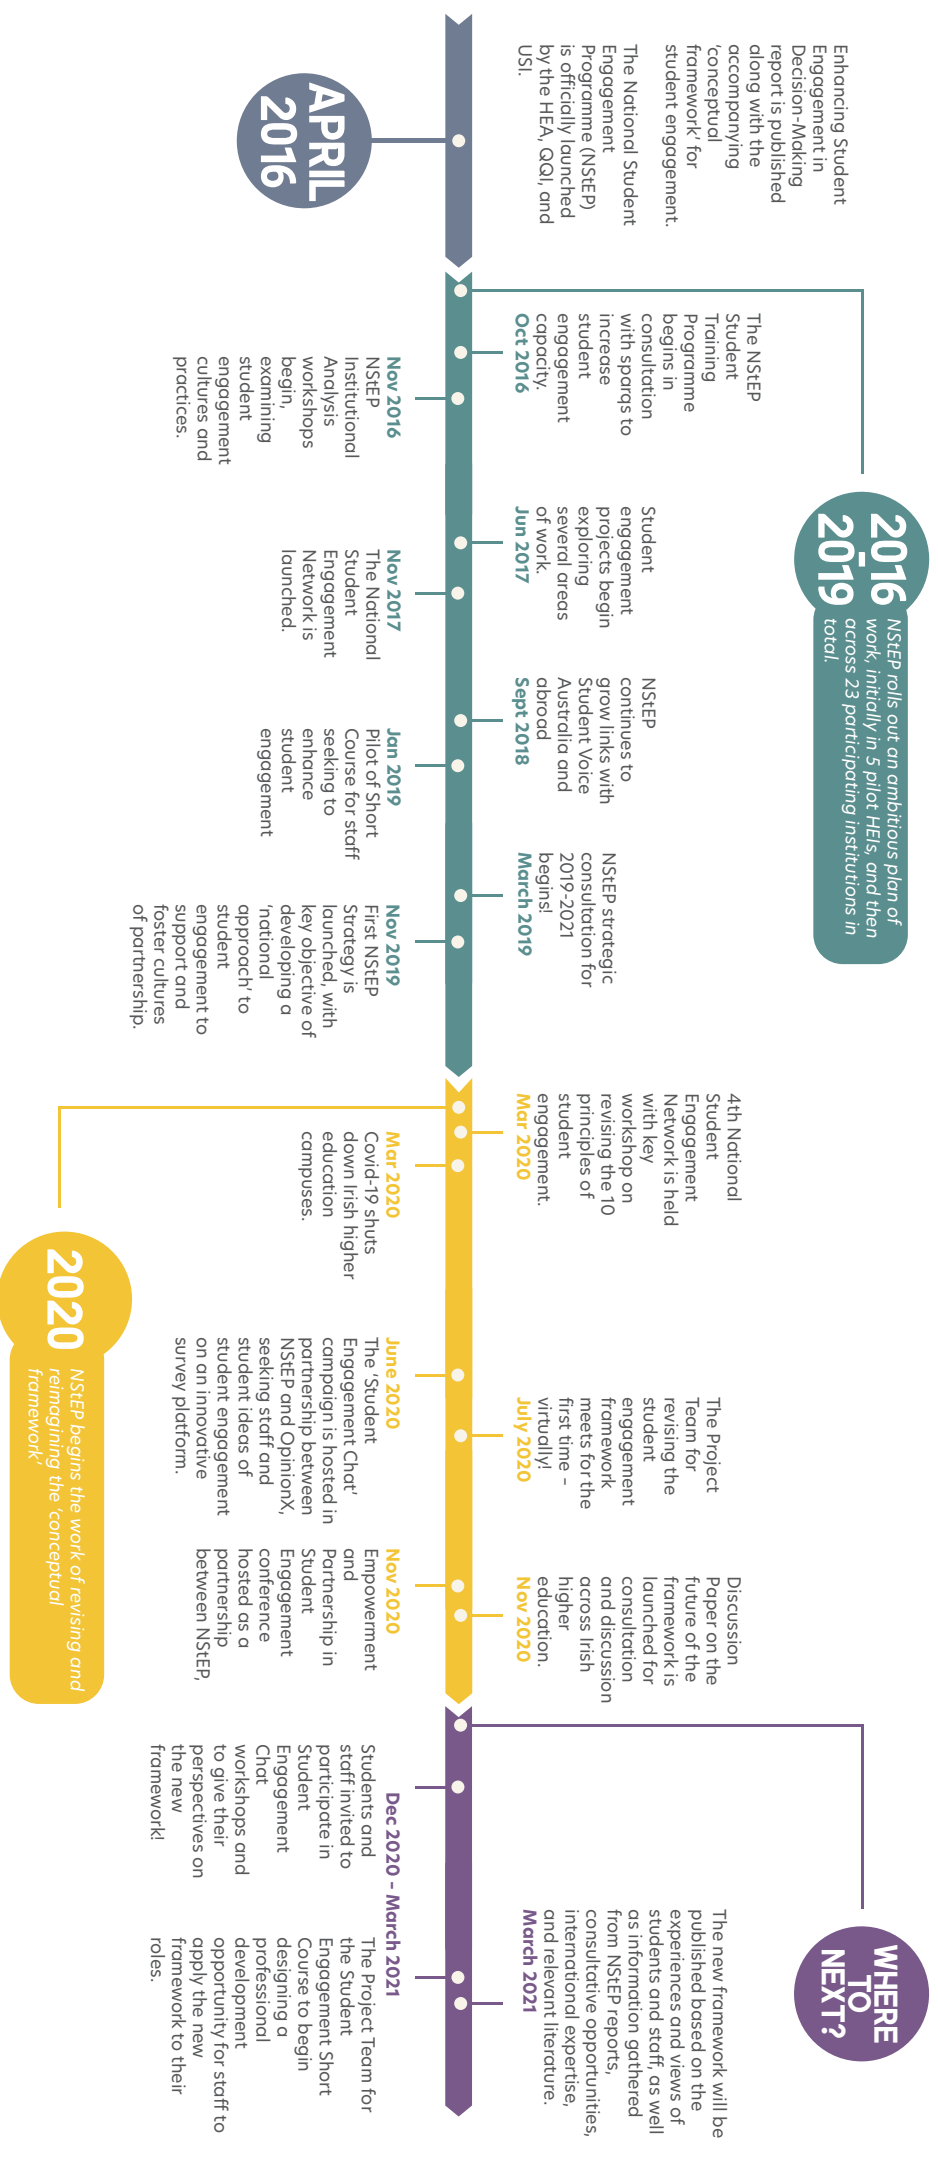 APRIL
2016
Enhancing Student
Engagement in
Decision-Making
report is published
along with the
accompanying
‘conceptual
framework’ for
student engagement.
The National Student
Engagement
Programme (NStEP)
is officially launched
by the HEA, QQI, and
USI.
2016
-
2019
NStEP rolls out an ambitious plan of
work, initially in 5 pilot HEIs, and then
across 23 participating institutions in
total.
The NStEP
Student
Training
Programme
begins in
consultation
with sparqs to
increase
student
engagement
capacity.
Oct 2016
Nov 2016
NStEP
Institutional
Analysis
workshops
begin,
examining
student
engagement
cultures and
practices.
Student
engagement
projects begin
exploring
several areas
of work.
Jun 2017
Nov 2017
The National
Student
Engagement
Network is
launched.
NStEP
continues to
grow links with
Student Voice
Australia and
abroad
Sept 2018
Jan 2019
Pilot of Short
Course for staff
seeking to
enhance
student
engagement
NStEP strategic
consultation for
2019-2021
begins!
March 2019
Nov 2019
First NStEP
Strategy is
launched, with
key objective of
developing a
‘national
approach’ to
student
engagement to
support and
foster cultures
of partnership.
2020
NStEP begins the work of revising and
reimagining the ‘conceptual
framework’
4th National
Student
Engagement
Network is held
with key
workshop on
revising the 10
principles of
student
engagement.
Mar 2020
Mar 2020
Covid-19 shuts
down Irish higher
education
campuses.
June 2020
The ‘Student
Engagement Chat’
campaign is hosted in
partnership between
NStEP and OpinionX,
seeking staff and
student ideas of
student engagement
on an innovative
survey platform.
The Project
Team for
revising the
student
engagement
framework
meets for the
first time –
virtually!
July 2020
Nov 2020
Empowerment
and
Partnership in
Student
Engagement
conference
hosted as a
partnership
between NStEP,
Discussion
Paper on the
future of the
framework is
launched for
consultation
and discussion
across Irish
higher
education.
Nov 2020
WHERE
TO
NEXT?
Dec 2020 – March 2021
Students and
staff invited to
participate in
Student
Engagement
Chat
workshops and
to give their
perspectives on
the new
framework!
The Project Team for
the Student
Engagement Short
Course to begin
designing a
professional
development
opportunity for staff to
apply the new
framework to their
roles.
The new framework will be
published based on the
experiences and views of
students and staff, as well
as information gathered
from NStEP reports,
consultative opportunities,
international expertise,
and relevant literature.
March 2021